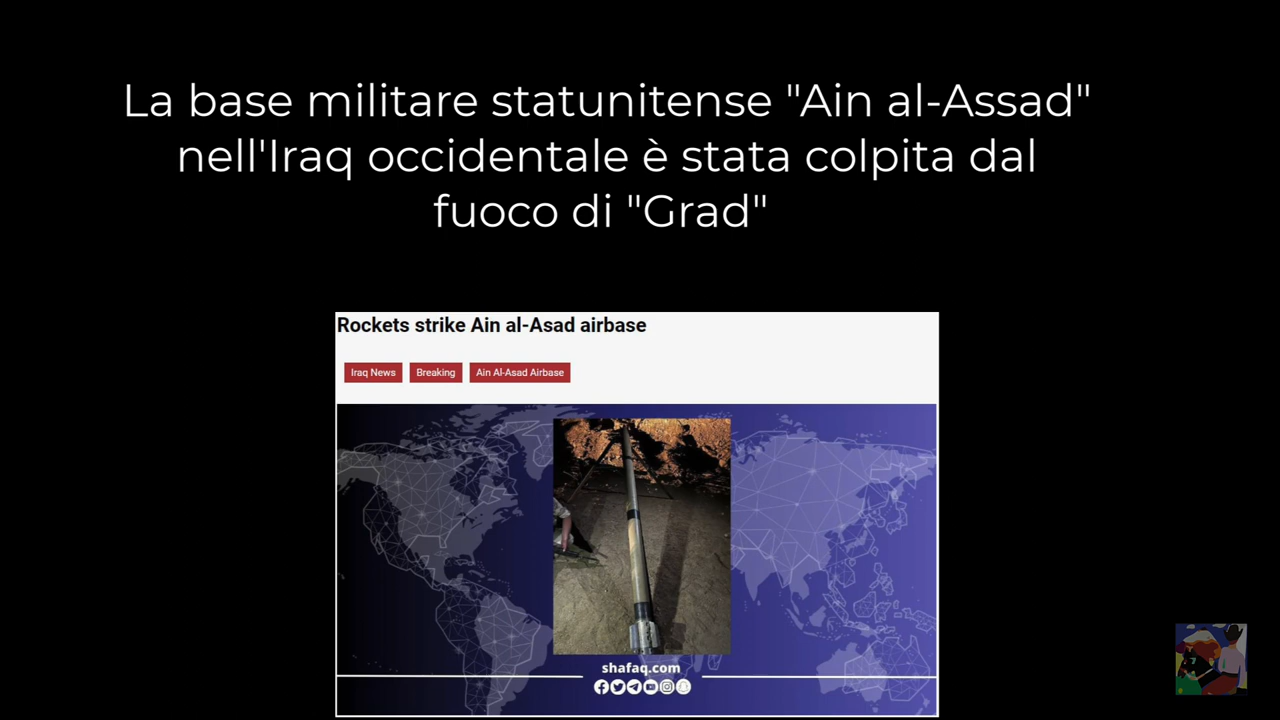 La base militare statunitense "Ain al-Assad"
nell'Iraq occidentale è stata colpita dal
fuoco di "Grad"
Rockets strike Ain al-Asad airbase
Iraq News Breaking Ain Al-Asad Airbase
shafaq.com